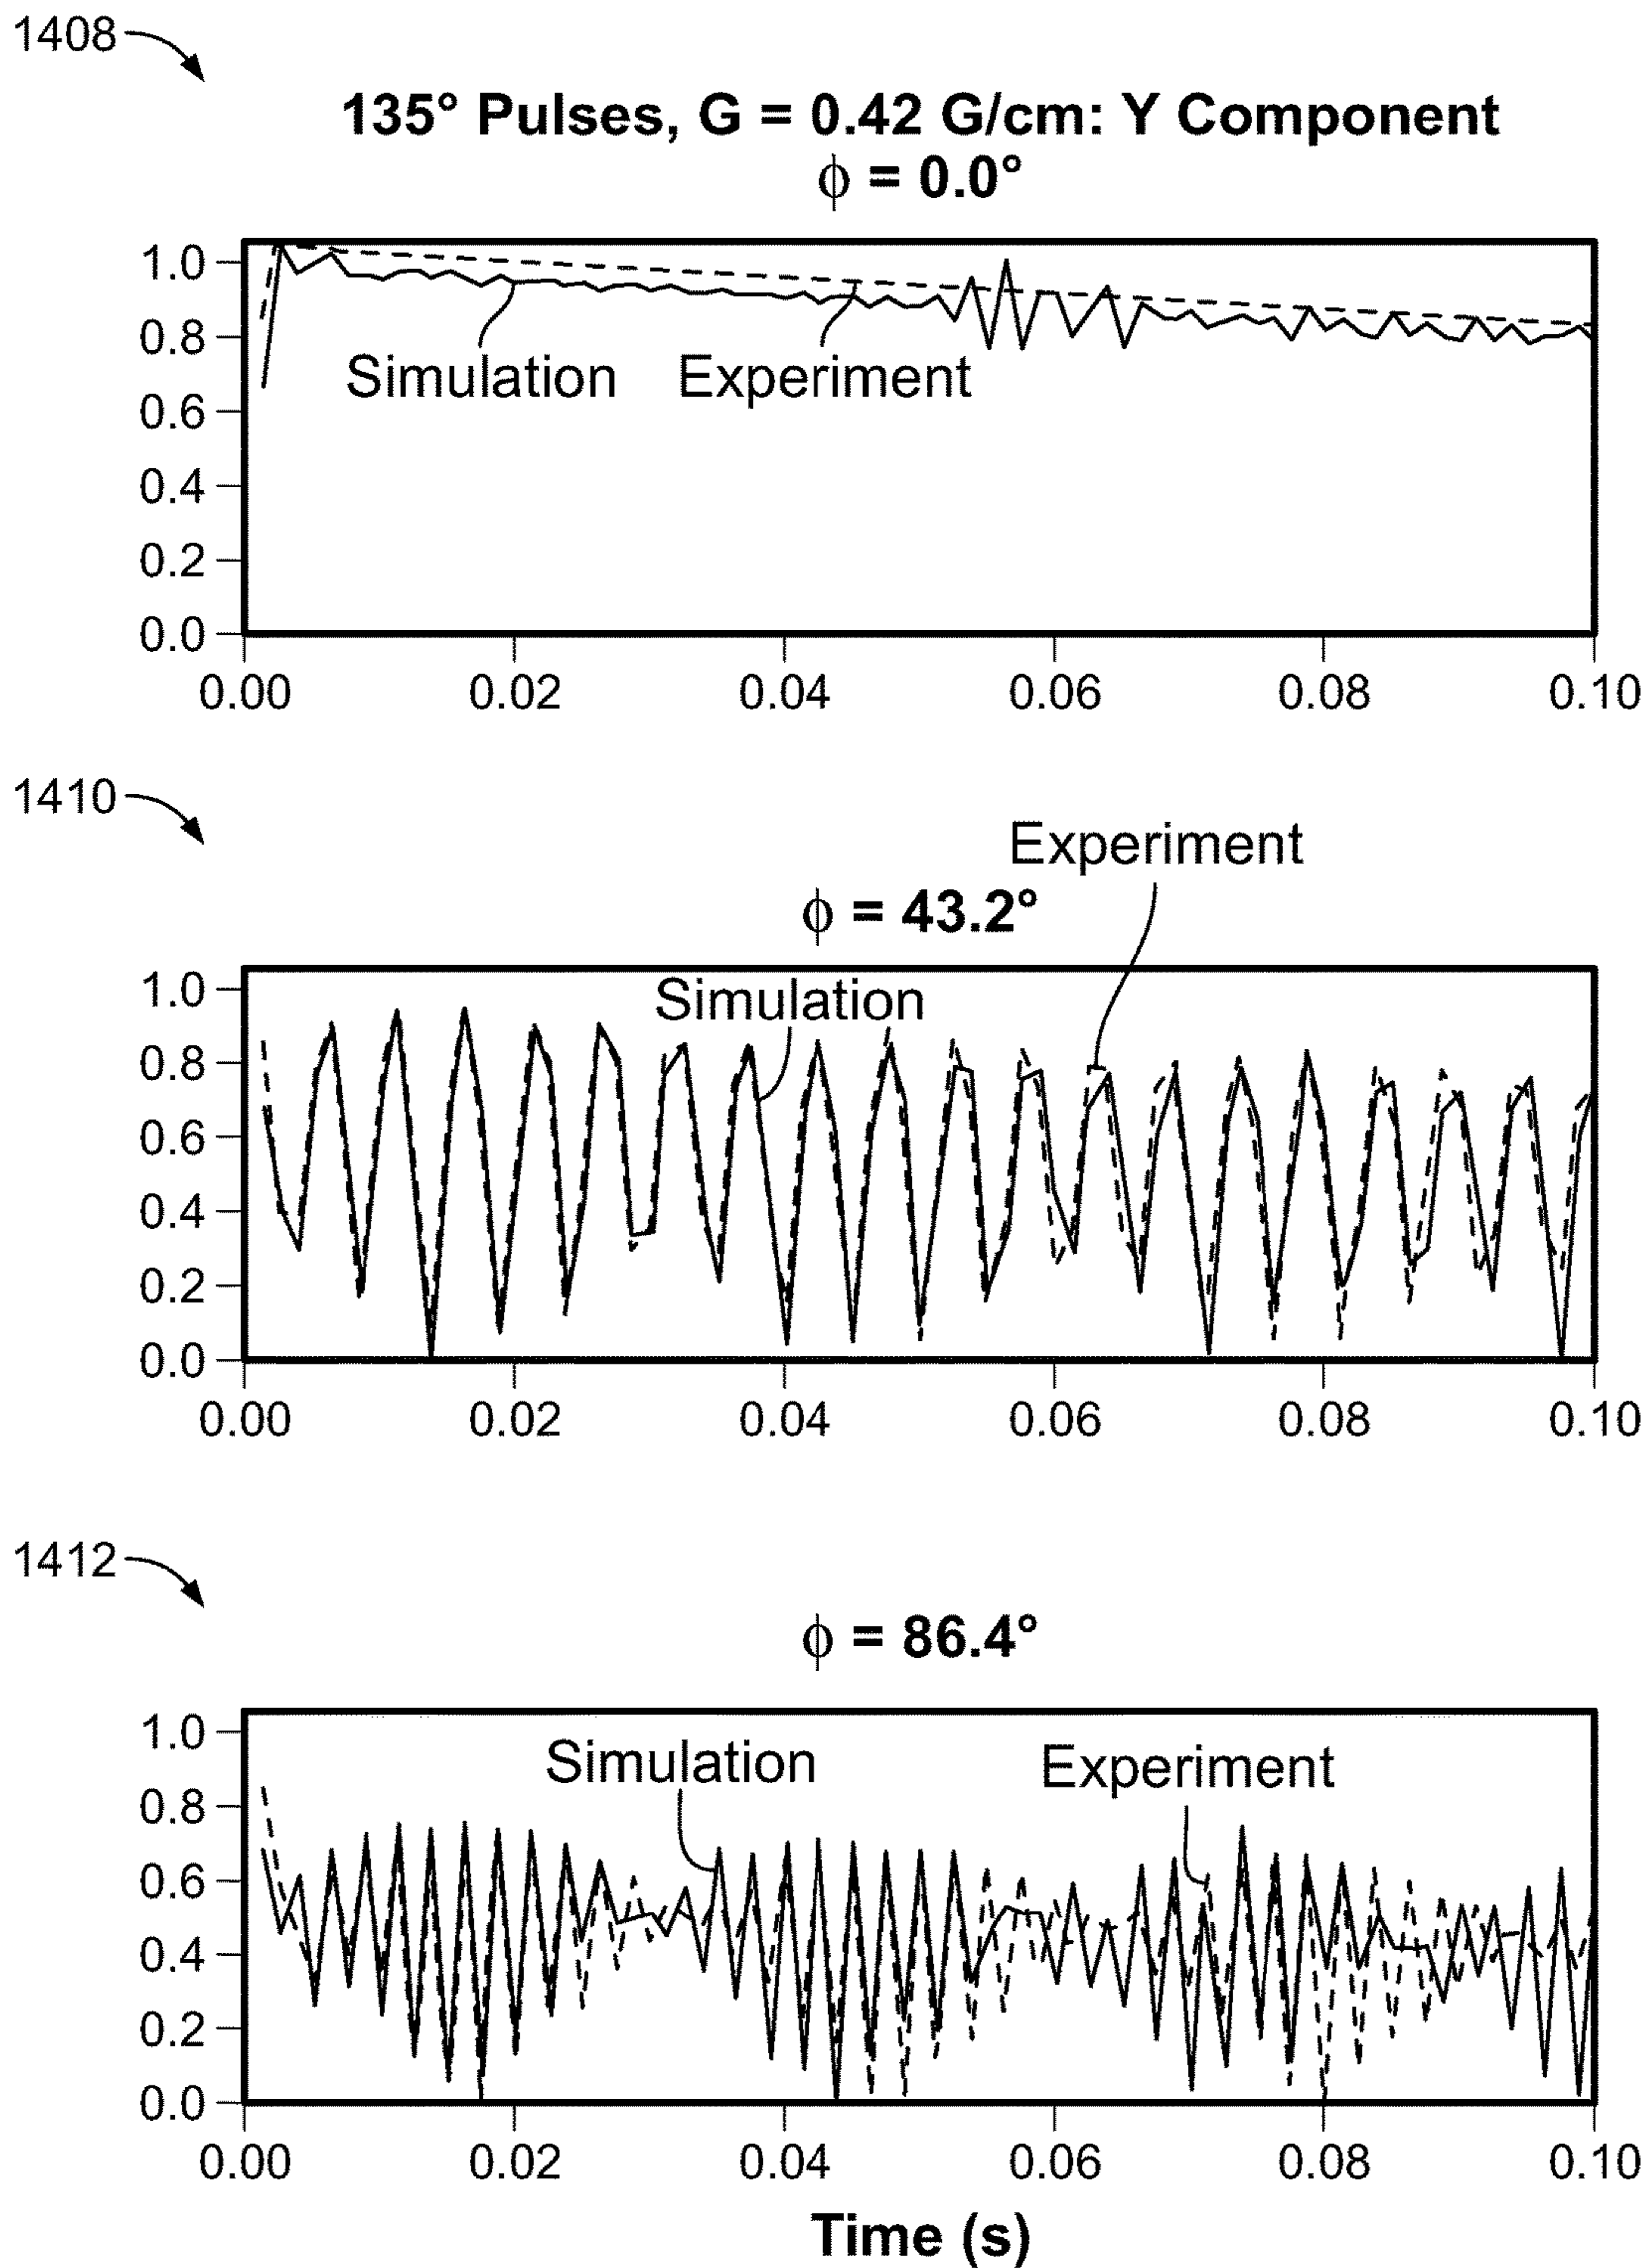 1408
135° Pulses, G = 0.42 G/cm: Y Component
ϕ = 0.0°
1.0
0.8
Simulation Experiment
0.6
0.4
0.2
0.0
0.00 0.02 0.04 0.06 0.08 0.10
1410
Experiment
ϕ = 43.2°
1.0
Simulation
0.8
0.6
0.4
0.2
0.0
0.00 0.02 0.04 0.06 0.08 0.10
1412
ϕ = 86.4°
1.0
Simulation Experiment
0.8
0.6
0.4
0.2
0.0
0.00 0.02 0.04 0.06 0.08 0.10
Time (s)